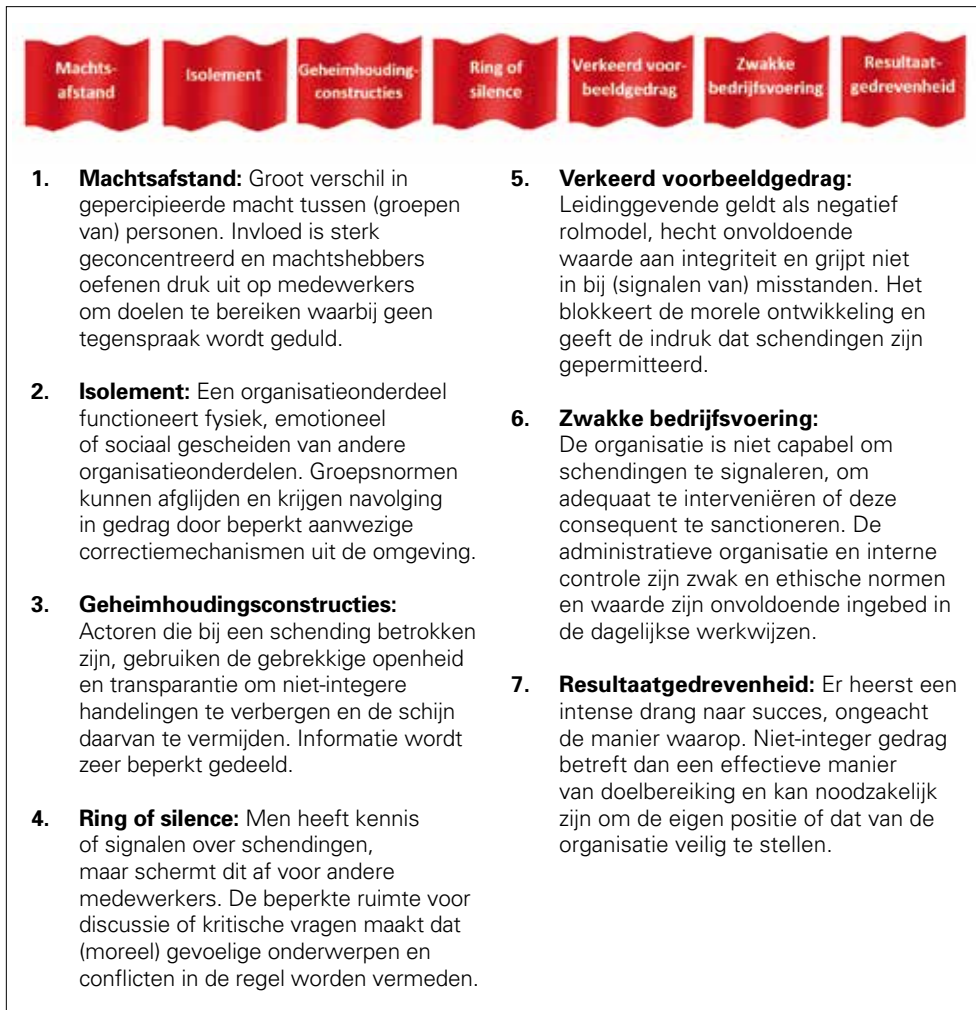 Machts-
afstand
Isolement
Geheimhouding-
constructies
Ring of
silence
Verkeerd voor-
beeldgedrag
Zwakke
bedrijfsvoering
Resultaat-
gedrevenheid
1. Machtsafstand: Groot verschil in
gepercipieerde macht tussen (groepen
van) personen. Invloed is sterk
geconcentreerd en machtshebbers
oefenen druk uit op medewerkers
om doelen te bereiken waarbij geen
tegenspraak wordt geduld.
2. Isolement: Een organisatieonderdeel
functioneert fysiek, emotioneel
of sociaal gescheiden van andere
organisatieonderdelen. Groepsnormen
kunnen afglijden en krijgen navolging
in gedrag door beperkt aanwezige
correctiemechanismen uit de omgeving.
3. Geheimhoudingsconstructies:
Actoren die bij een schending betrokken
zijn, gebruiken de gebrekkige openheid
en transparantie om niet-integere
handelingen te verbergen en de schijn
daarvan te vermijden. Informatie wordt
zeer beperkt gedeeld.
4. Ring of silence: Men heeft kennis
of signalen over schendingen,
maar schermt dit af voor andere
medewerkers. De beperkte ruimte voor
discussie of kritische vragen maakt dat
(moreel) gevoelige onderwerpen en
conflicten in de regel worden vermeden.
5. Verkeerd voorbeeldgedrag:
Leidinggevende geldt als negatief
rolmodel, hecht onvoldoende
waarde aan integriteit en grijpt niet
in bij (signalen van) misstanden. Het
blokkeert de morele ontwikkeling en
geeft de indruk dat schendingen zijn
gepermitteerd.
6. Zwakke bedrijfsvoering:
De organisatie is niet capabel om
schendingen te signaleren, om
adequaat te interveniëren of deze
consequent te sanctioneren. De
administratieve organisatie en interne
controle zijn zwak en ethische normen
en waarde zijn onvoldoende ingebed in
de dagelijkse werkwijzen.
7. Resultaatgedrevenheid: Er heerst een
intense drang naar succes, ongeacht
de manier waarop. Niet-integer gedrag
betreft dan een effectieve manier
van doelbereiking en kan noodzakelijk
zijn om de eigen positie of dat van de
organisatie veilig te stellen.